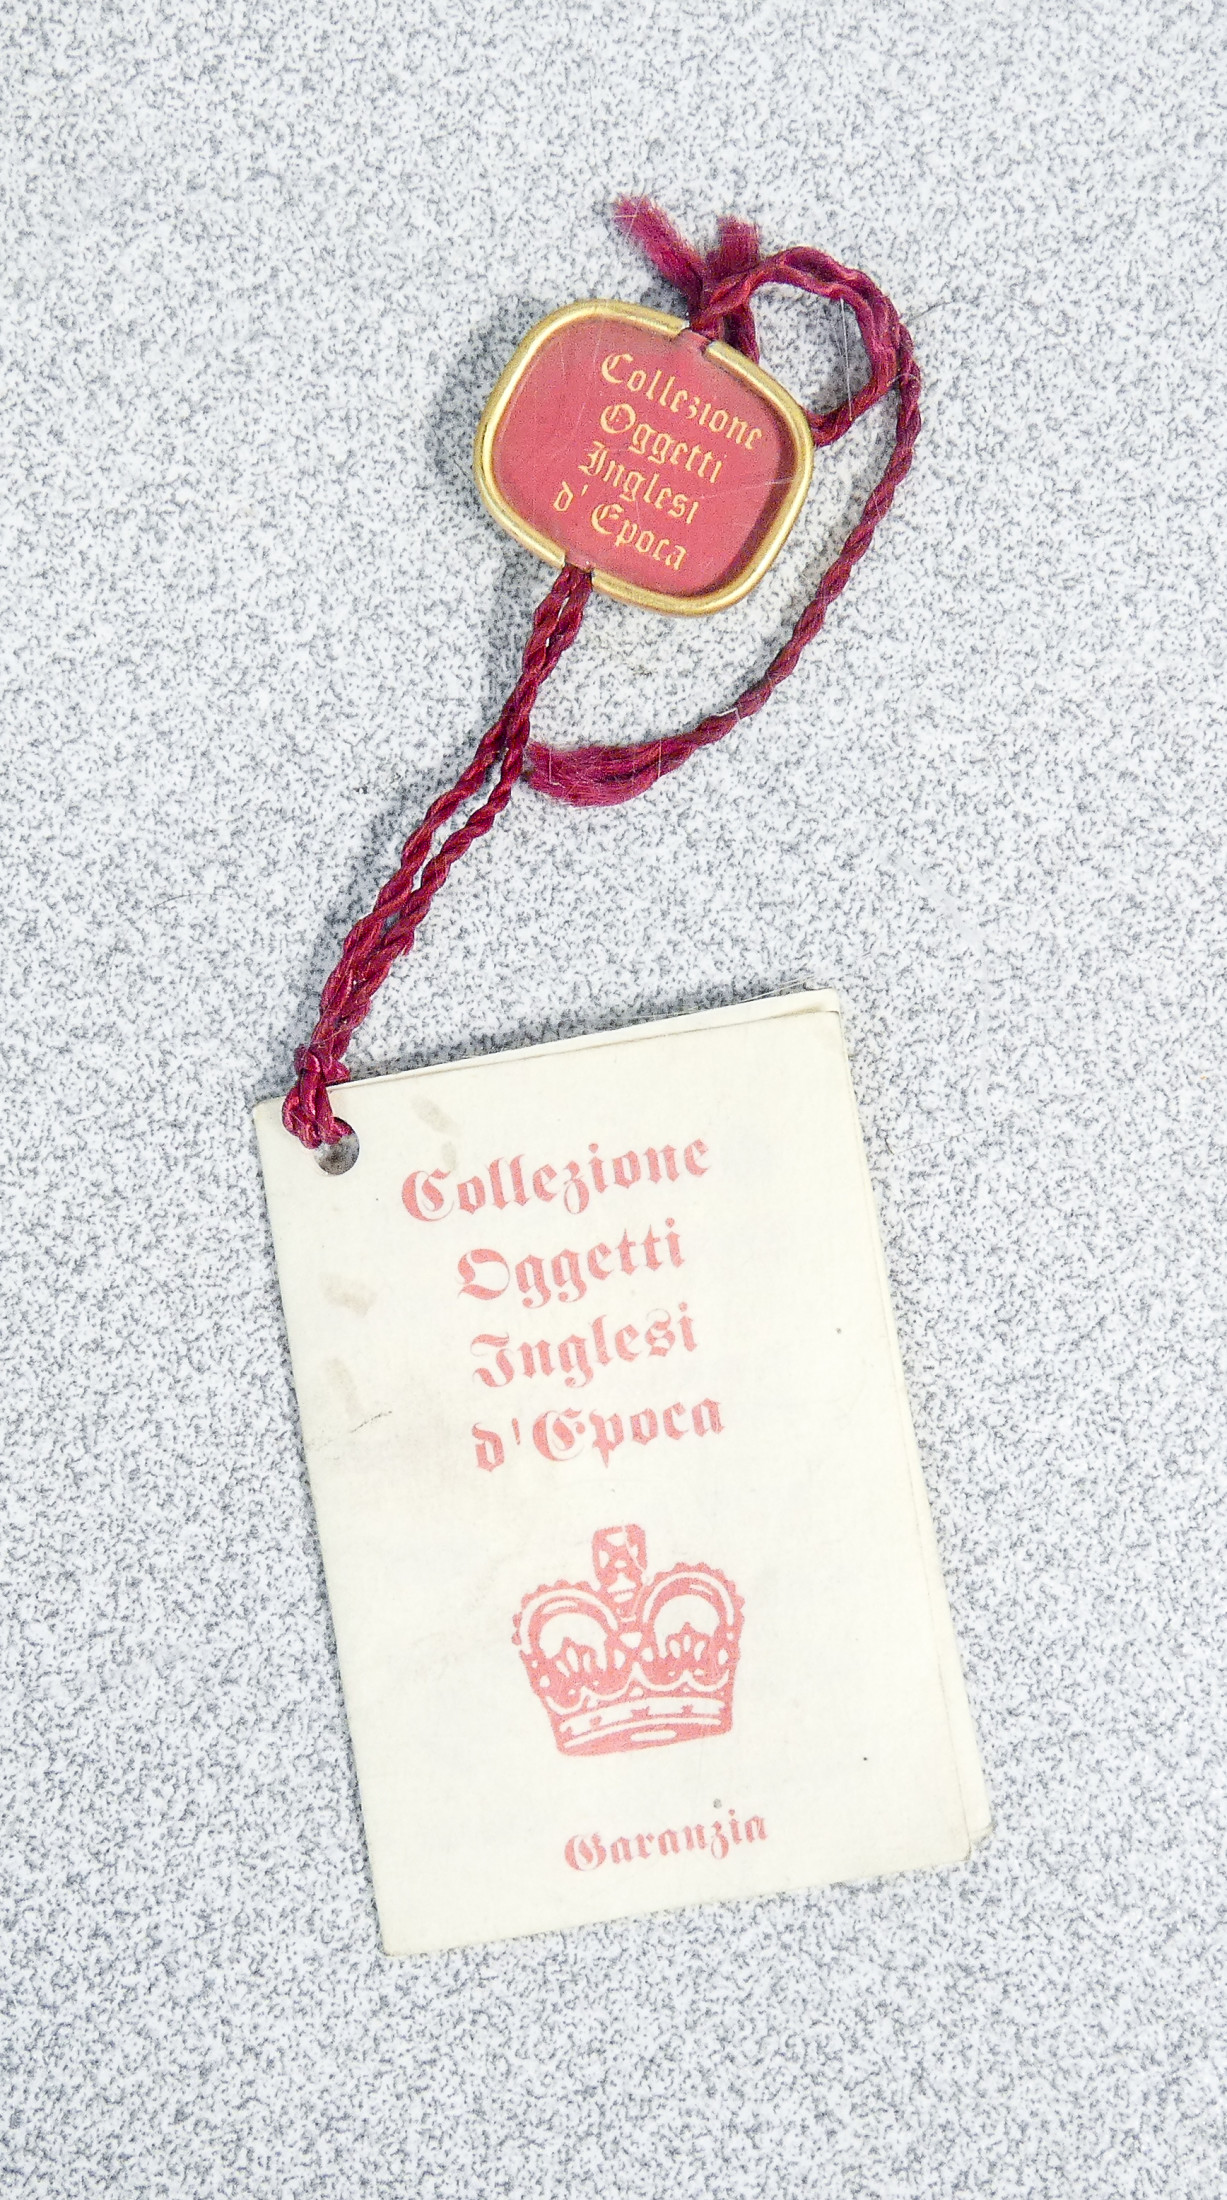 Collezione
Oggetti
Inglesi
d' Epoca
Collezione
Oggetti
Inglesi
d'Epoca
Garanzia